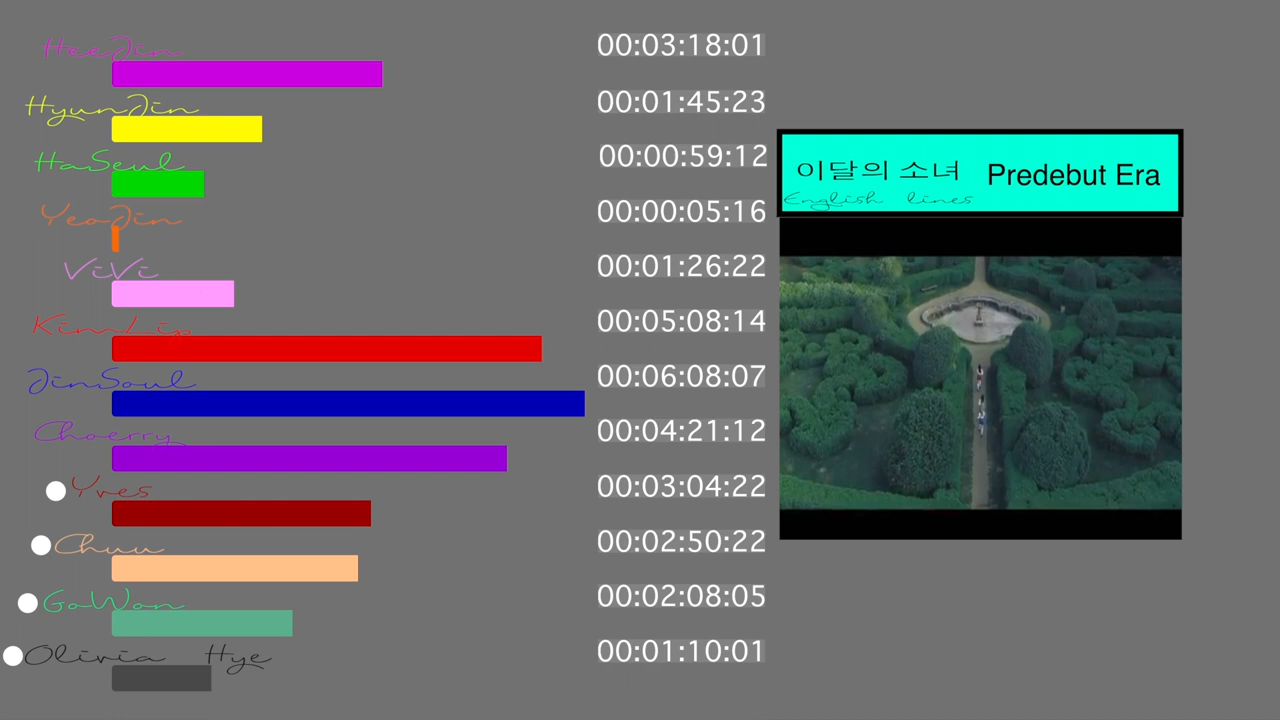 HeeJin
00:03:18:01
HyunJin
00:01:45:23
HaSeul
00:00:59:12
YeoJin
00:00:05:16
ViVi
00:01:26:22
KimLip
00:05:08:14
JinSoul
00:06:08:07
Choerry
00:04:21:12
Yves
00:03:04:22
Chuu
00:02:50:22
GoWon
00:02:08:05
Olivia Hye
00:01:10:01
이달의 소녀 Predebut Era
English lines